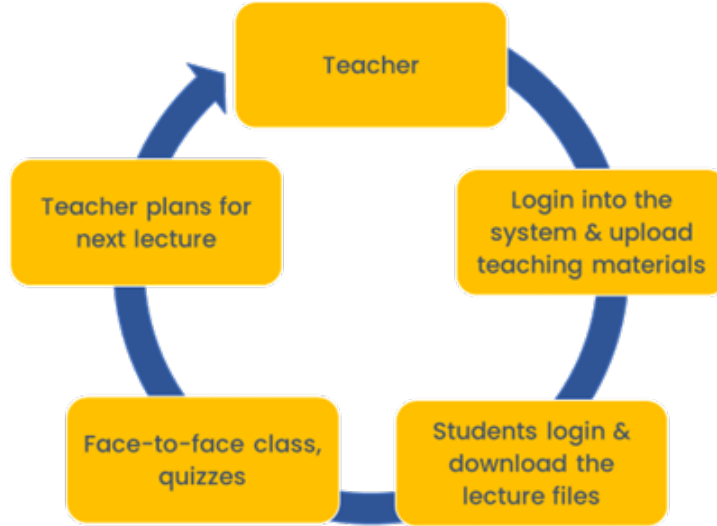 Teacher
Login into the
system & upload
teaching materials
Students login &
download the
lecture files
Face-to-face class,
quizzes
Teacher plans for
next lecture